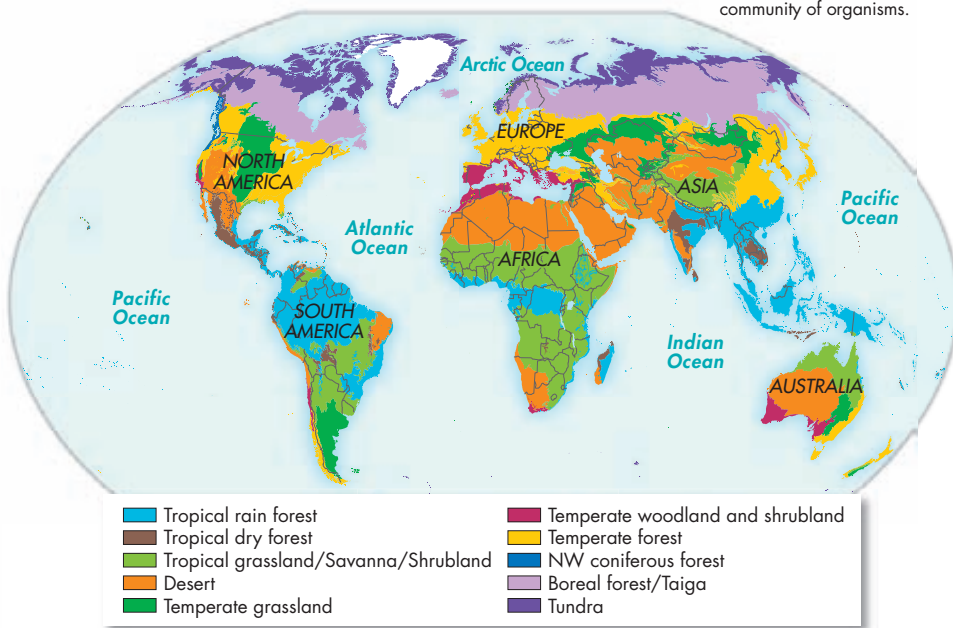 community of organisms.
Arctic Ocean
EUROPE
NORTH
AMERICA
ASIA
Pacific
Ocean
Atlantic
Ocean
AFRICA
Pacific
Ocean
SOUTH
AMERICA
Indian
Ocean
AUSTRALIA
Tropical rain forest
Tropical dry forest
Tropical grassland/Savanna/Shrubland
Desert
Temperate grassland
Temperate woodland and shrubland
Temperate forest
NW coniferous forest
Boreal forest/Taiga
Tundra